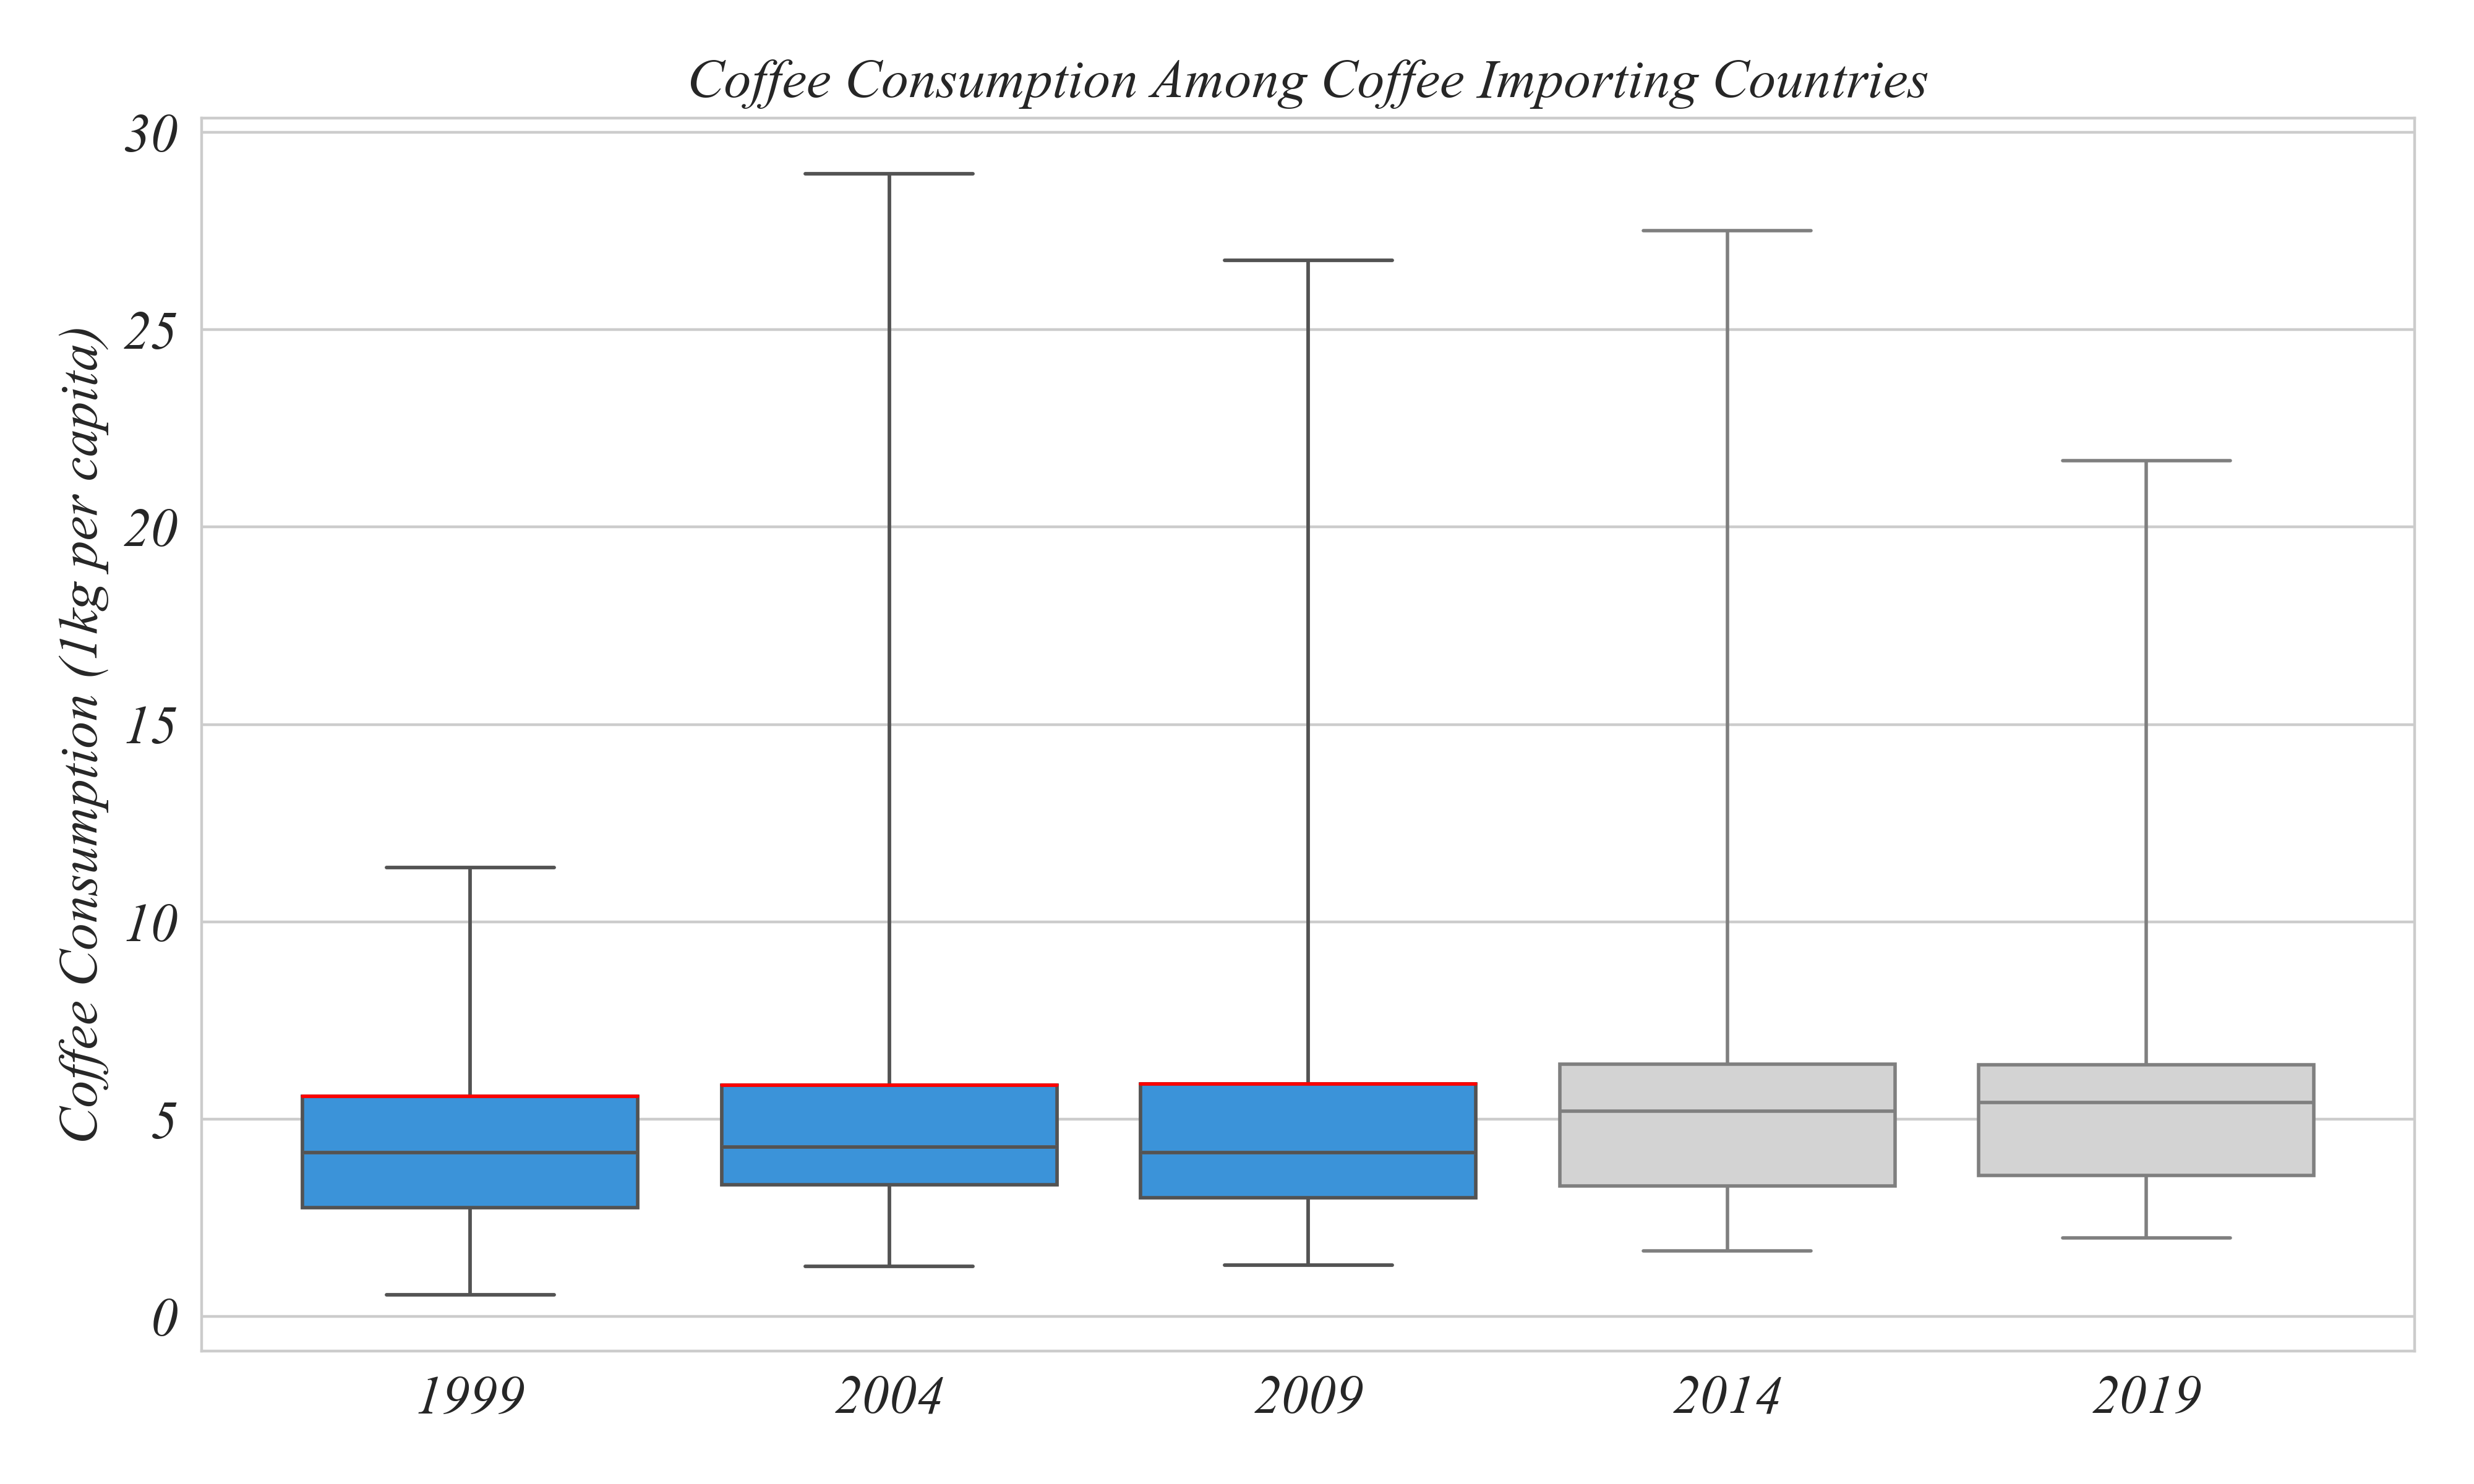 Coffee Consumption Among Coffee Importing Countries
Coffee Consumption (1kg per capita)
30
25
20
15
10
5
0
1999 2004 2009 2014 2019